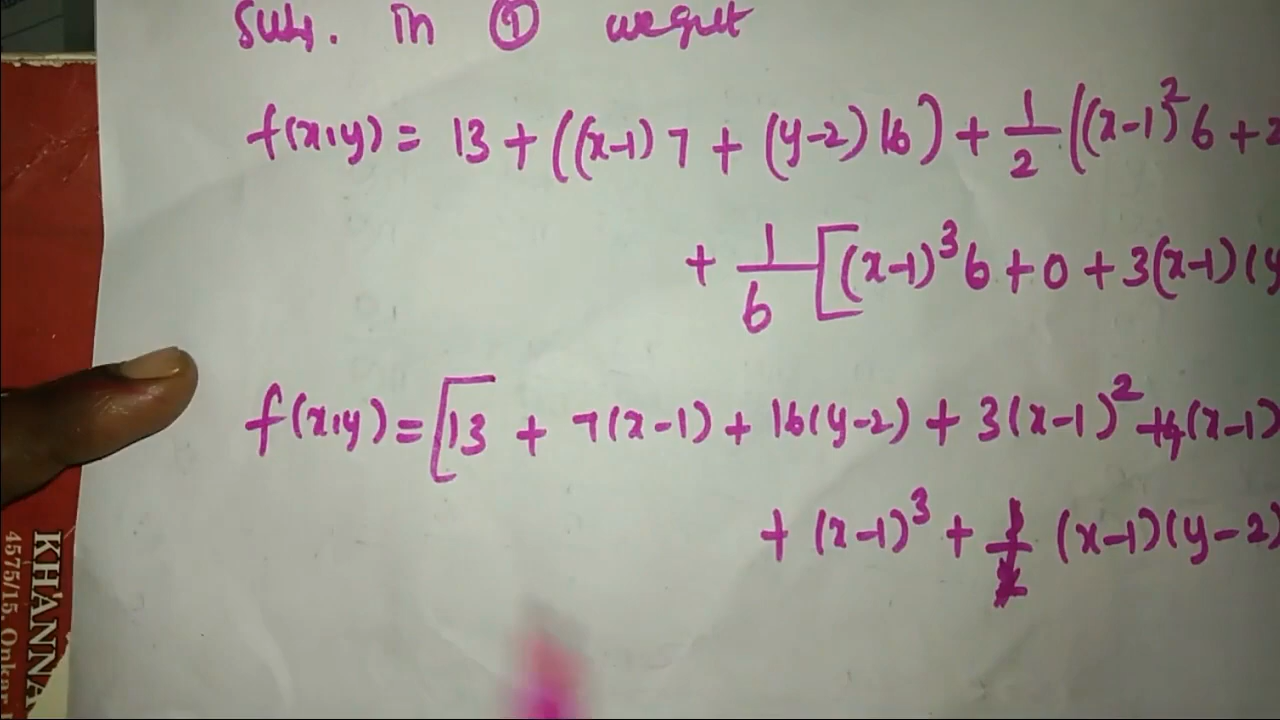 Subs. in ① we get
f(x,y) = 13 + ((x-1) 7 + (y-2) 16) + 1/2 ((x-1)² 6 + 2
+ 1/6 [(x-1)³ 6 + 0 + 3(x-1)(y
f(x,y) = [13 + 7(x-1) + 16(y-2) + 3(x-1)² + 4(x-1)
+ (x-1)³ + (x-1)(y-2)
KHANNA
4575/15, Onkar